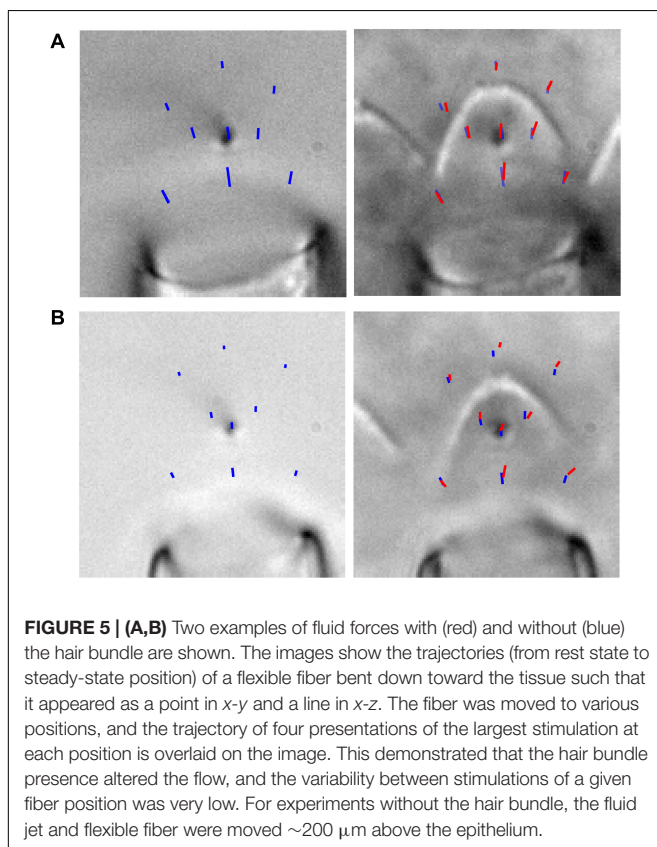 A
B
FIGURE 5 | (A,B) Two examples of fluid forces with (red) and without (blue)
the hair bundle are shown. The images show the trajectories (from rest state to
steady-state position) of a flexible fiber bent down toward the tissue such that
it appeared as a point in x-y and a line in x-z. The fiber was moved to various
positions, and the trajectory of four presentations of the largest stimulation at
each position is overlaid on the image. This demonstrated that the hair bundle
presence altered the flow, and the variability between stimulations of a given
fiber position was very low. For experiments without the hair bundle, the fluid
jet and flexible fiber were moved ~200 μm above the epithelium.